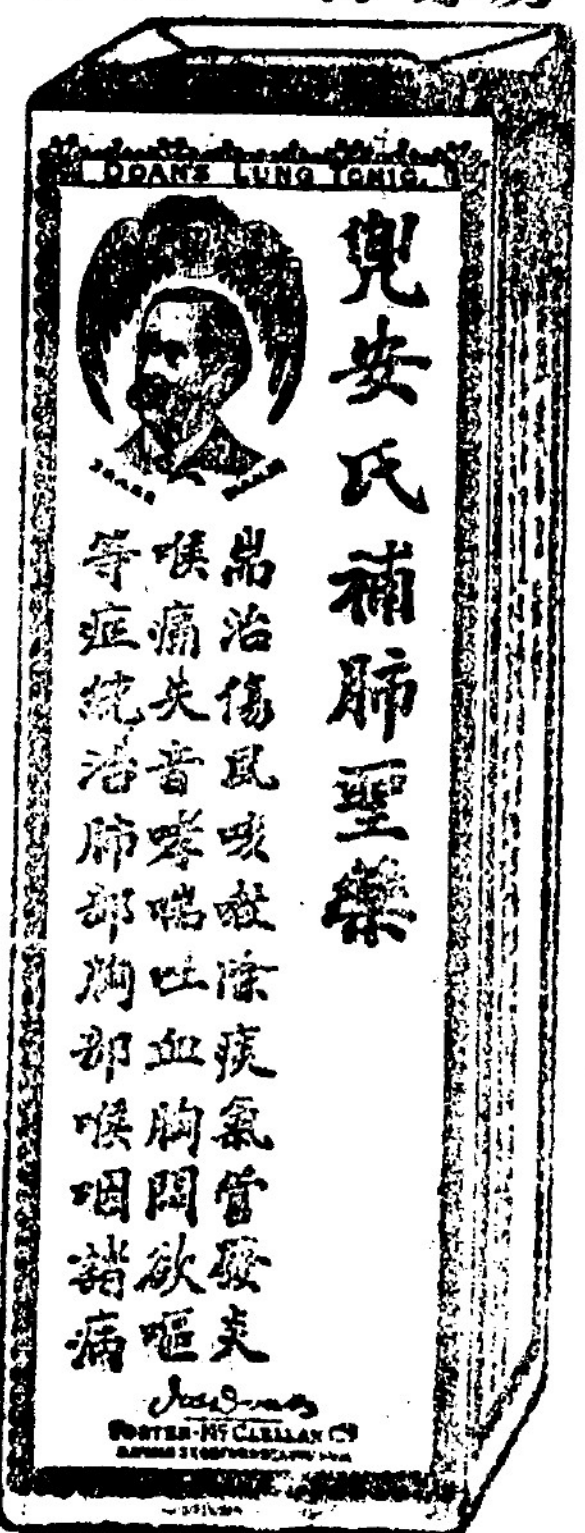 DOAN'S LUNG TONIC.
兜安氏補肺聖藥
耑治傷風咳嗽除痰氣管發炎
喉痛失音哮喘吐血胸悶欲嘔
等症統治肺部胸部喉咽諸病
FOSTER-McCLELLAN Co